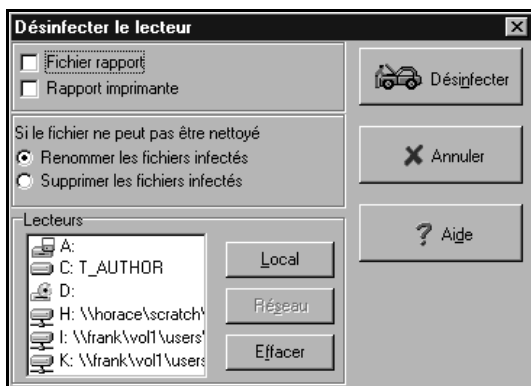 Désinfecter le lecteur
Fichier rapport
Rapport imprimante
Si le fichier ne peut pas être nettoyé
Renommer les fichiers infectés
Supprimer les fichiers infectés
Lecteurs
A:
C: T_AUTHOR
D:
H: \\horace\scratch\
I: \\frank\vol1\users'
K: \\frank\vol1\users
Local
Réseau
Effacer
Désinfecter
Annuler
Aide